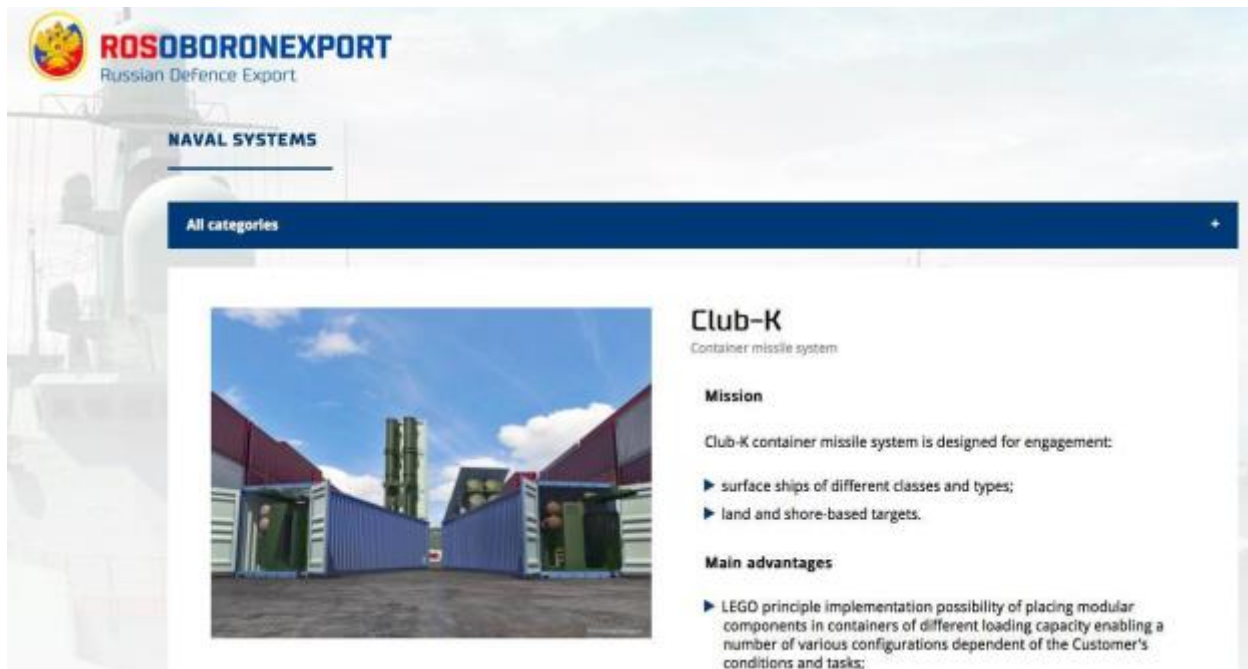 ROSOBORONEXPORT
Russian Defence Export
NAVAL SYSTEMS
All categories +
Club-K
Container missile system
Mission
Club-K container missile system is designed for engagement:
surface ships of different classes and types;
land and shore-based targets.
Main advantages
LEGO principle implementation possibility of placing modular
components in containers of different loading capacity enabling a
number of various configurations dependent of the Customer's
conditions and tasks;